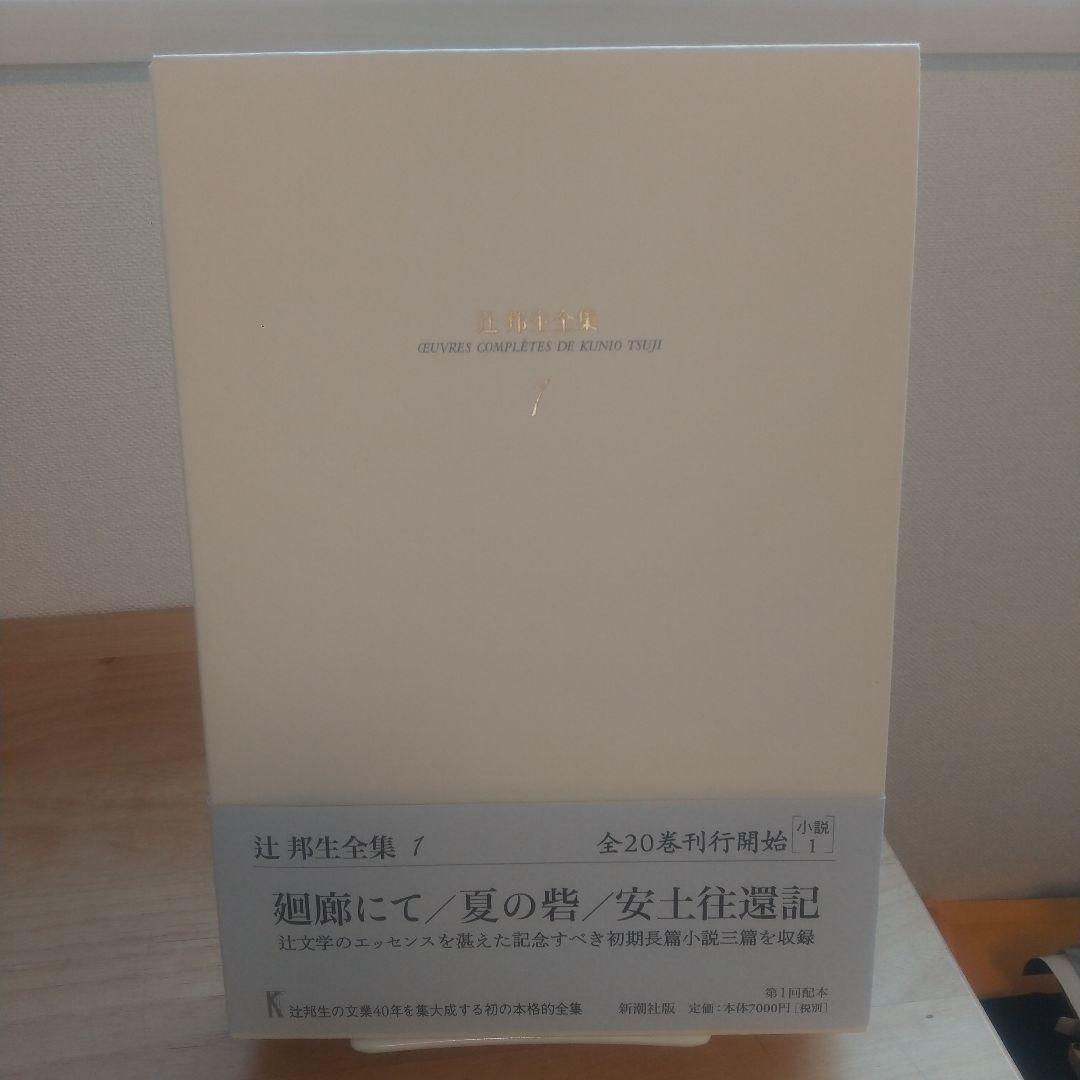 辻 邦生全集
ŒUVRES COMPLÈTES DE KUNIO TSUJI
1
辻 邦生全集 1
全20巻刊行開始 [小説 1]
廻廊にて／夏の砦／安土往還記
辻文学のエッセンスを湛えた記念すべき初期長篇小説三篇を収録
第1回配本
K 辻邦生の文業40年を集大成する初の本格的全集
新潮社版 定価：本体7000円[税別]